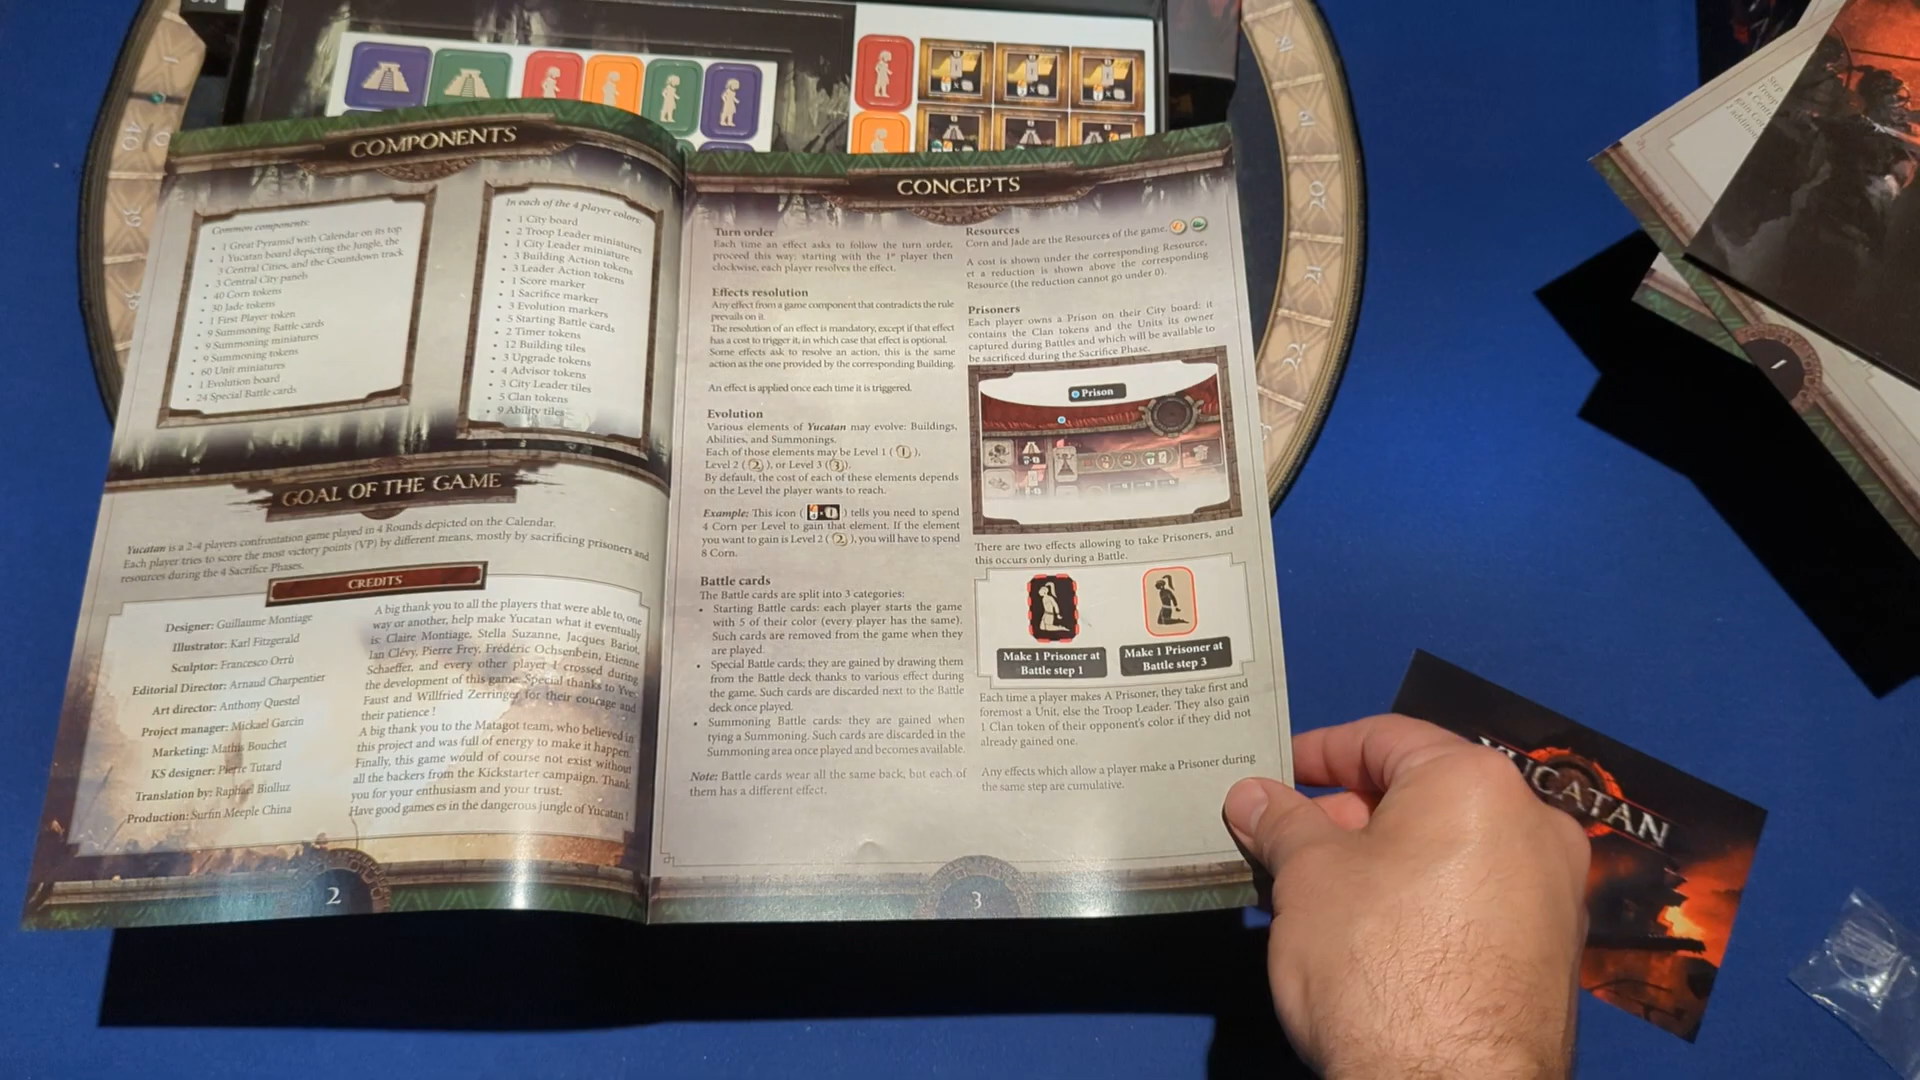 COMPONENTS
Common components:
• 1 Great Pyramid with Calendar on its top
• 1 Yucatan board depicting the Jungle, the
3 Central Cities, and the Countdown track
• 3 Central City panels
• 40 Corn tokens
• 30 Jade tokens
• 1 First Player token
• 9 Summoning Battle cards
• 9 Summoning miniatures
• 9 Summoning tokens
• 60 Unit miniatures
• 1 Evolution board
• 24 Special Battle cards
In each of the 4 player colors:
• 1 City board
• 2 Troop Leader miniatures
• 1 City Leader miniature
• 3 Building Action tokens
• 3 Leader Action tokens
• 1 Score marker
• 1 Sacrifice marker
• 3 Evolution markers
• 5 Starting Battle cards
• 2 Timer tokens
• 12 Building tiles
• 3 Upgrade tokens
• 4 Advisor tokens
• 3 City Leader tiles
• 5 Clan tokens
• 9 Ability tiles
GOAL OF THE GAME
Yucatan is a 2-4 players confrontation game played in 4 Rounds depicted on the Calendar.
Each player tries to score the most victory points (VP) by different means, mostly by sacrificing prisoners and
resources during the 4 Sacrifice Phases.
CREDITS
Designer: Guillaume Montiage
Illustrator: Karl Fitzgerald
Sculptor: Francesco Orrù
Editorial Director: Arnaud Charpentier
Art director: Anthony Questel
Project manager: Mickael Garcin
Marketing: Mathis Bouchet
KS designer: Pierre Tutard
Translation by: Raphaël Biolluz
Production: Surfin Meeple China
A big thank you to all the players that were able to, one
way or another, help make Yucatan what it eventually
is: Claire Montiage, Stella Suzanne, Jacques Bariot,
Ian Clévy, Pierre Frey, Frédéric Ochsenbein, Etienne
Schaeffer, and every other player I crossed during
the development of this game. Special thanks to Yves
Faust and Willfried Zerringer for their courage and
their patience !
A big thank you to the Matagot team, who believed in
this project and was full of energy to make it happen.
Finally, this game would of course not exist without
all the backers from the Kickstarter campaign. Thank
you for your enthusiasm and your trust.
Have good games es in the dangerous jungle of Yucatan !
2
CONCEPTS
Turn order
Each time an effect asks to follow the turn order,
proceed this way: starting with the 1st player then
clockwise, each player resolves the effect.
Effects resolution
Any effect from a game component that contradicts the rule
prevails on it.
The resolution of an effect is mandatory, except if that effect
has a cost to trigger it, in which case that effect is optional.
Some effects ask to resolve an action, this is the same
action as the one provided by the corresponding Building.
An effect is applied once each time it is triggered.
Evolution
Various elements of Yucatan may evolve: Buildings,
Abilities, and Summonings.
Each of those elements may be Level 1 (1),
Level 2 (2), or Level 3 (3).
By default, the cost of each of these elements depends
on the Level the player wants to reach.
Example: This icon ( ) tells you need to spend
4 Corn per Level to gain that element. If the element
you want to gain is Level 2 (2), you will have to spend
8 Corn.
Battle cards
The Battle cards are split into 3 categories:
• Starting Battle cards: each player starts the game
with 5 of their color (every player has the same).
Such cards are removed from the game when they
are played.
• Special Battle cards; they are gained by drawing them
from the Battle deck thanks to various effect during
the game. Such cards are discarded next to the Battle
deck once played.
• Summoning Battle cards: they are gained when
tying a Summoning. Such cards are discarded in the
Summoning area once played and becomes available.
Note: Battle cards wear all the same back, but each of
them has a different effect.
Resources
Corn and Jade are the Resources of the game.
A cost is shown under the corresponding Resource,
et a reduction is shown above the corresponding
Resource (the reduction cannot go under 0).
Prisoners
Each player owns a Prison on their City board: it
contains the Clan tokens and the Units its owner
captured during Battles and which will be available to
be sacrificed during the Sacrifice Phase.
Prison
There are two effects allowing to take Prisoners, and
this occurs only during a Battle.
Make 1 Prisoner at
Battle step 1
Make 1 Prisoner at
Battle step 3
Each time a player makes A Prisoner, they take first and
foremost a Unit, else the Troop Leader. They also gain
1 Clan token of their opponent's color if they did not
already gained one.
Any effects which allow a player make a Prisoner during
the same step are cumulative.
3
YUCATAN
1